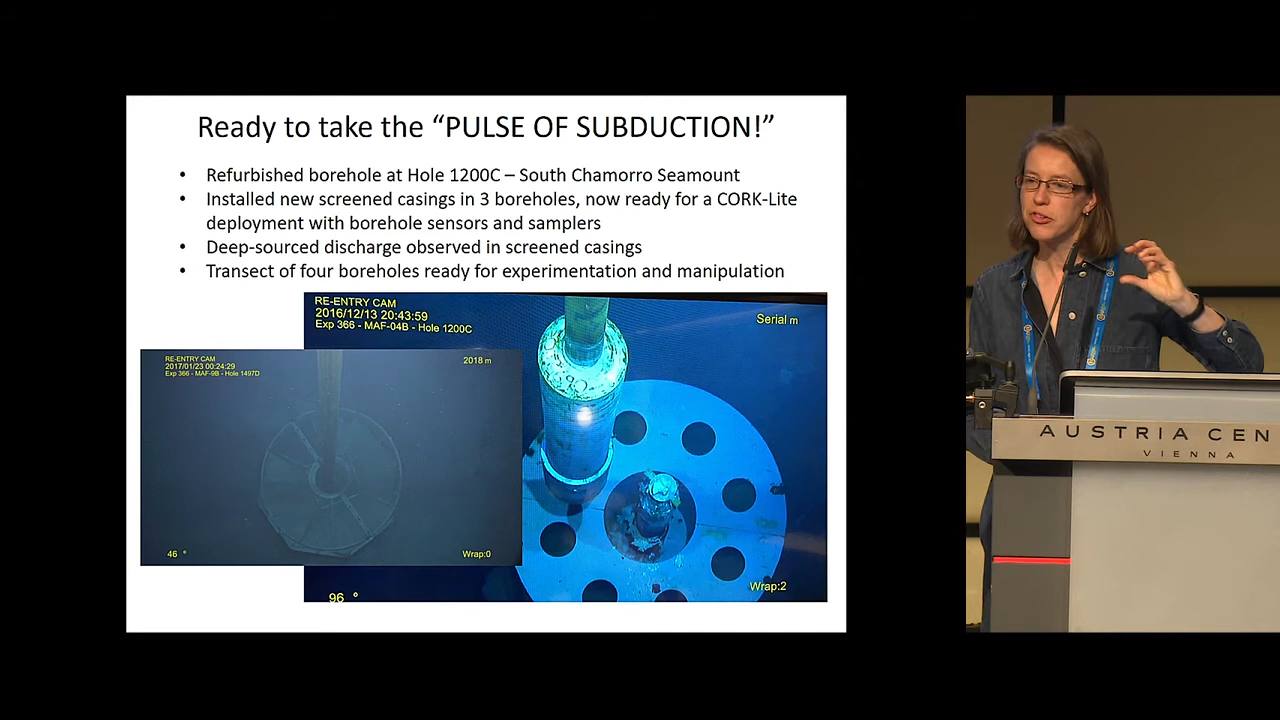 Ready to take the “PULSE OF SUBDUCTION!”
• Refurbished borehole at Hole 1200C – South Chamorro Seamount
• Installed new screened casings in 3 boreholes, now ready for a CORK-Lite
deployment with borehole sensors and samplers
• Deep-sourced discharge observed in screened casings
• Transect of four boreholes ready for experimentation and manipulation
RE-ENTRY CAM
2016/12/13 20:43:59
Exp 366 - MAF-04B - Hole 1200C
Serial m
96 °
Wrap:2
RE-ENTRY CAM
2017/01/23 00:24:29
Exp 366 - MAF-9B - Hole 1497D
2018 m
46 °
Wrap:0
AUSTRIA CEN
VIENNA